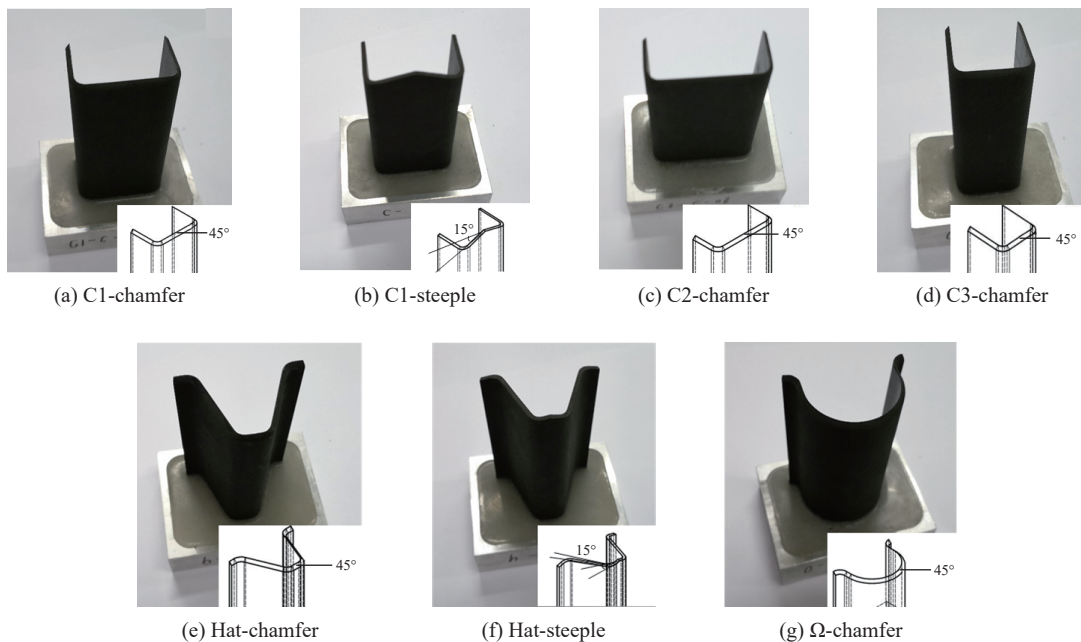 45°
(a) C1-chamfer
15°
(b) C1-steeple
45°
(c) C2-chamfer
45°
(d) C3-chamfer
45°
(e) Hat-chamfer
15°
(f) Hat-steeple
45°
(g) Ω-chamfer